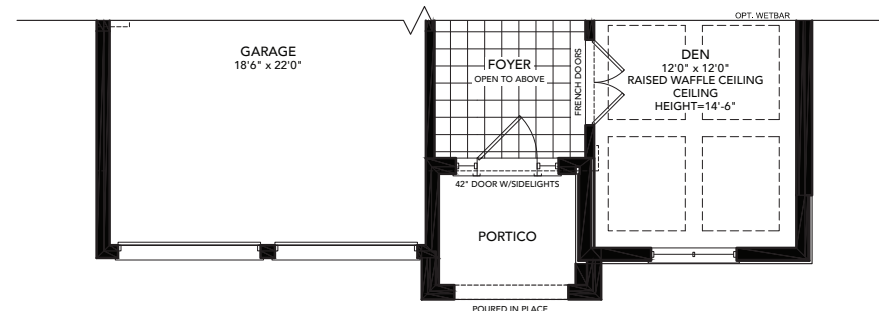 OPT. WETBAR
GARAGE
18'6" x 22'0"
FOYER
OPEN TO ABOVE
FRENCH DOORS
DEN
12'0" x 12'0"
RAISED WAFFLE CEILING
CEILING
HEIGHT=14'-6"
42" DOOR W/SIDELIGHTS
PORTICO
POURED IN PLACE